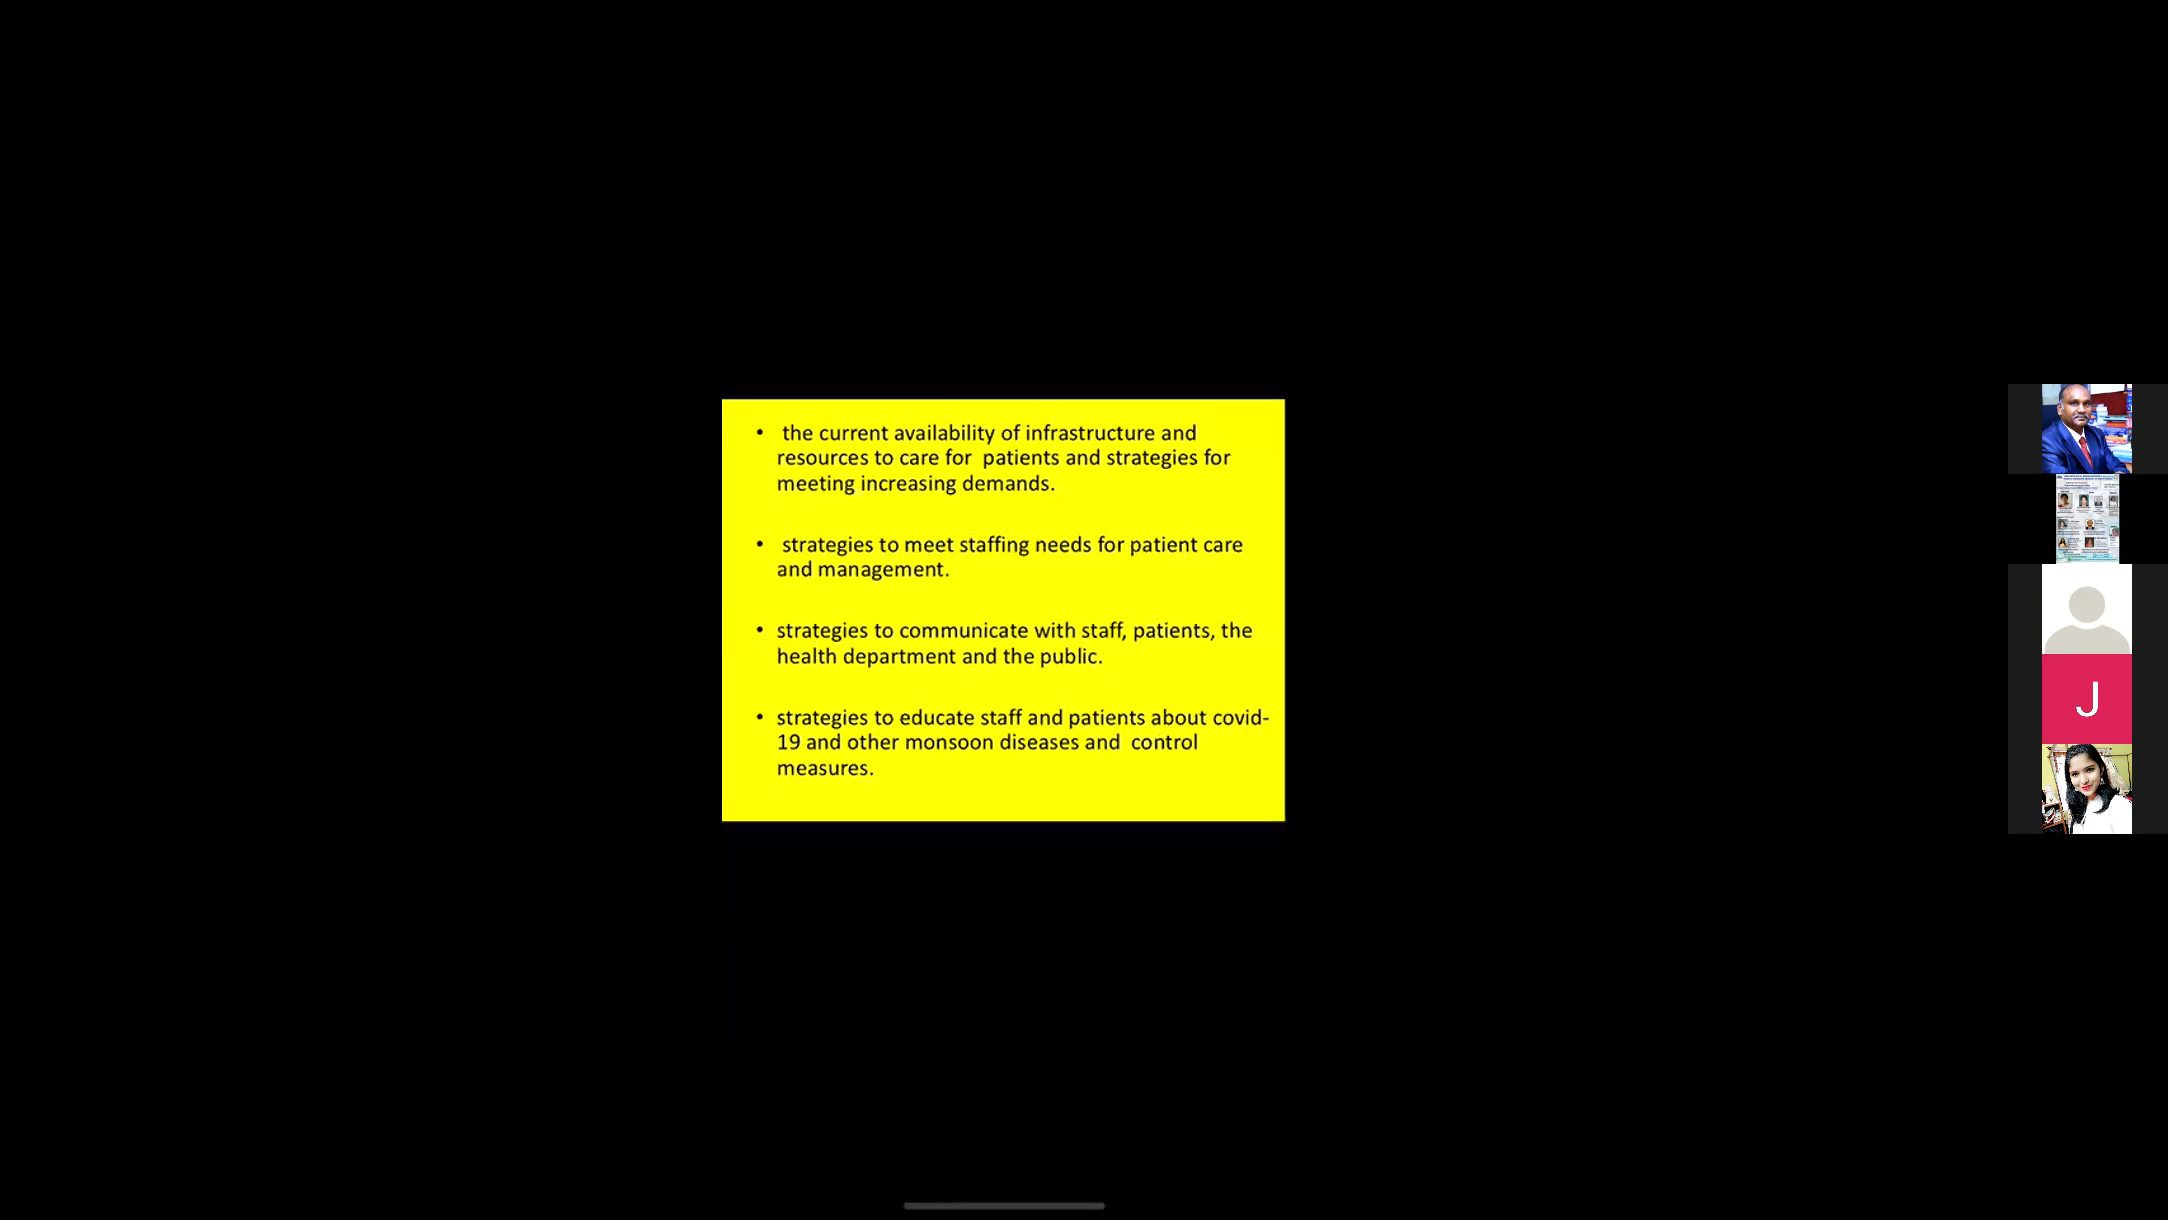 • the current availability of infrastructure and
resources to care for  patients and strategies for
meeting increasing demands.
• strategies to meet staffing needs for patient care
and management.
• strategies to communicate with staff, patients, the
health department and the public.
• strategies to educate staff and patients about covid-
19 and other monsoon diseases and  control
measures.
J